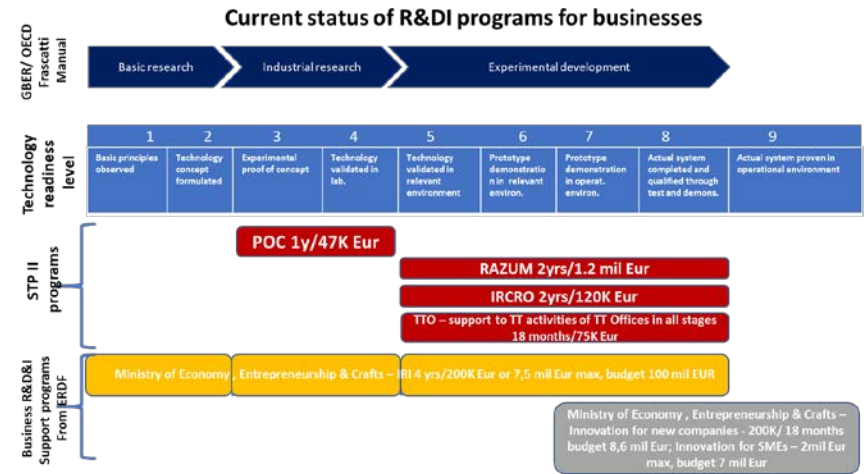 Current status of R&DI programs for businesses
GBER/ OECD
Frascatti
Manual
Basic research
Industrial research
Experimental development
Technology
readiness
level
1
2
3
4
5
6
7
8
9
Basic principles
observed
Technology
concept
formulated
Experimental
proof of concept
Technology
validated in
lab.
Technology
validated in
relevant
environment
Prototype
demonstratio
n in relevant
environ.
Prototype
demonstration
in operat.
environ.
Actual system
completed and
qualified through
test and demons.
Actual system proven in
operational environment
STP II
programs
POC 1y/47K Eur
RAZUM 2yrs/1.2 mil Eur
IRCRO 2yrs/120K Eur
TTO – support to TT activities of TT Offices in all stages
18 months/75K Eur
Business R&D&I
Support programs
From ERDF
Ministry of Economy , Entrepreneurship & Crafts – IRI 4 yrs/200K Eur or 7,5 mil Eur max, budget 100 mil EUR
Ministry of Economy , Entrepreneurship & Crafts –
Innovation for new companies - 200K/ 18 months
budget 8,6 mil Eur; Innovation for SMEs – 2mil Eur
max, budget 7 mil Eur